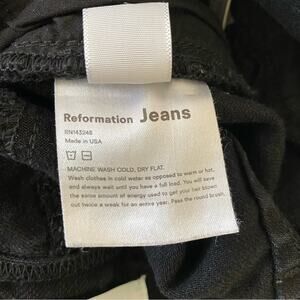 Reformation Jeans
RN143246
Made in USA
MACHINE WASH COLD, DRY FLAT.
Wash clothes in cold water as opposed to warm or hot,
and always wait until you have a full load. You will save
the same amount of energy used to get your hair blown
out twice a week for an entire year. Pass the round brush.